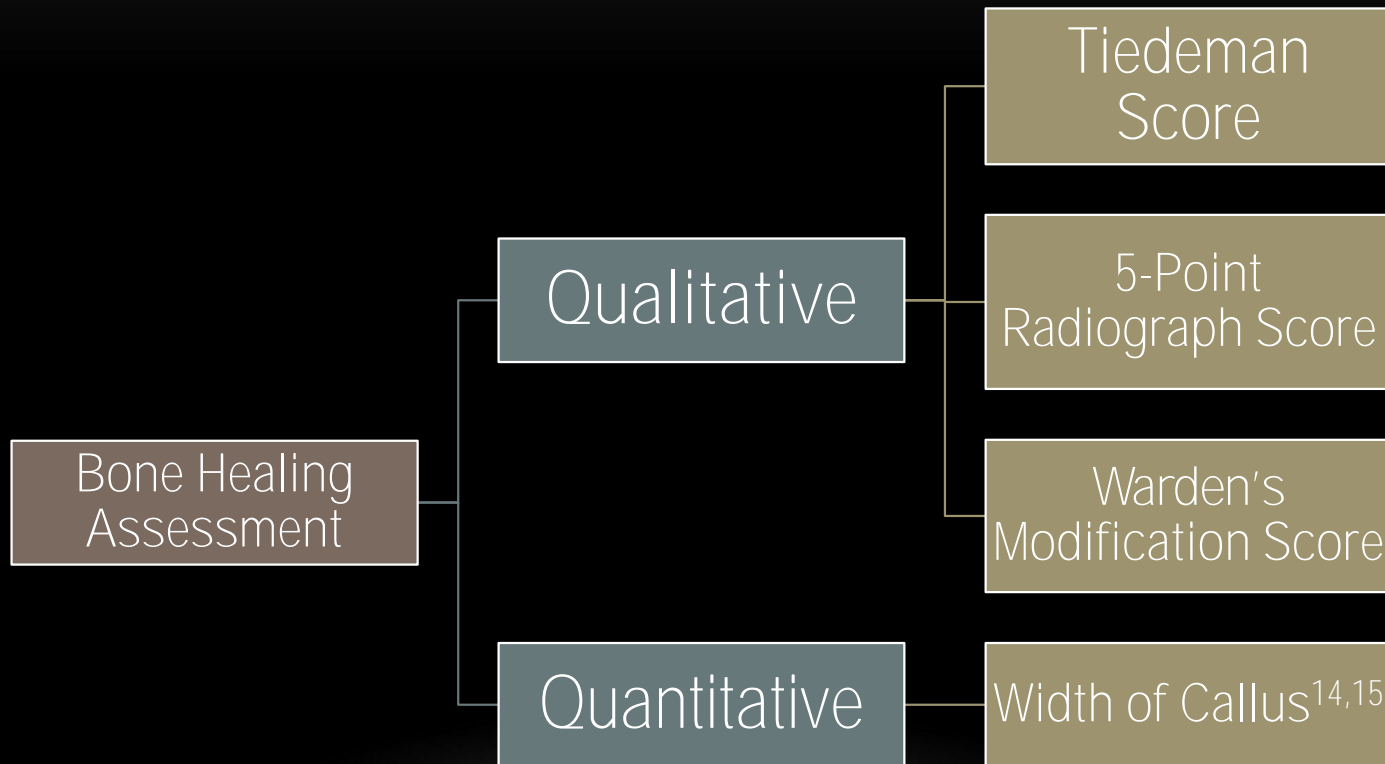 Tiedeman
Score
5-Point
Radiograph Score
Qualitative
Warden's
Modification Score
Bone Healing
Assessment
Quantitative
Width of Callus14,15